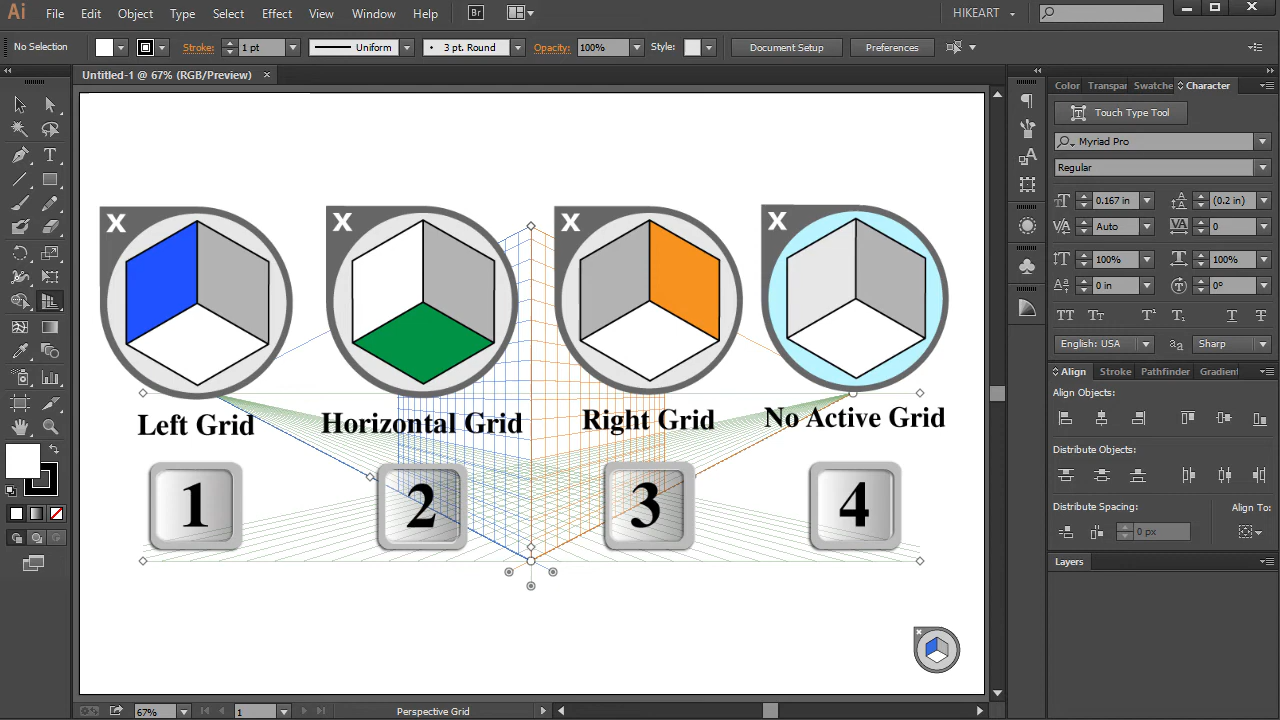 Ai File Edit Object Type Select Effect View Window Help Br HIKEART
No Selection Stroke: 1 pt Uniform 3 pt. Round Opacity: 100% Style: Document Setup Preferences
Untitled-1 @ 67% (RGB/Preview) ×
Color Transpar Swatche Character
Touch Type Tool
Myriad Pro
Regular
0.167 in (0.2 in)
Auto 0
100% 100%
0 in 0°
English: USA Sharp
Align Stroke Pathfinder Gradient
Align Objects:
Distribute Objects:
Distribute Spacing: Align To:
0 px
Layers
X X X X
Left Grid Horizontal Grid Right Grid No Active Grid
1 2 3 4
67% 1 Perspective Grid